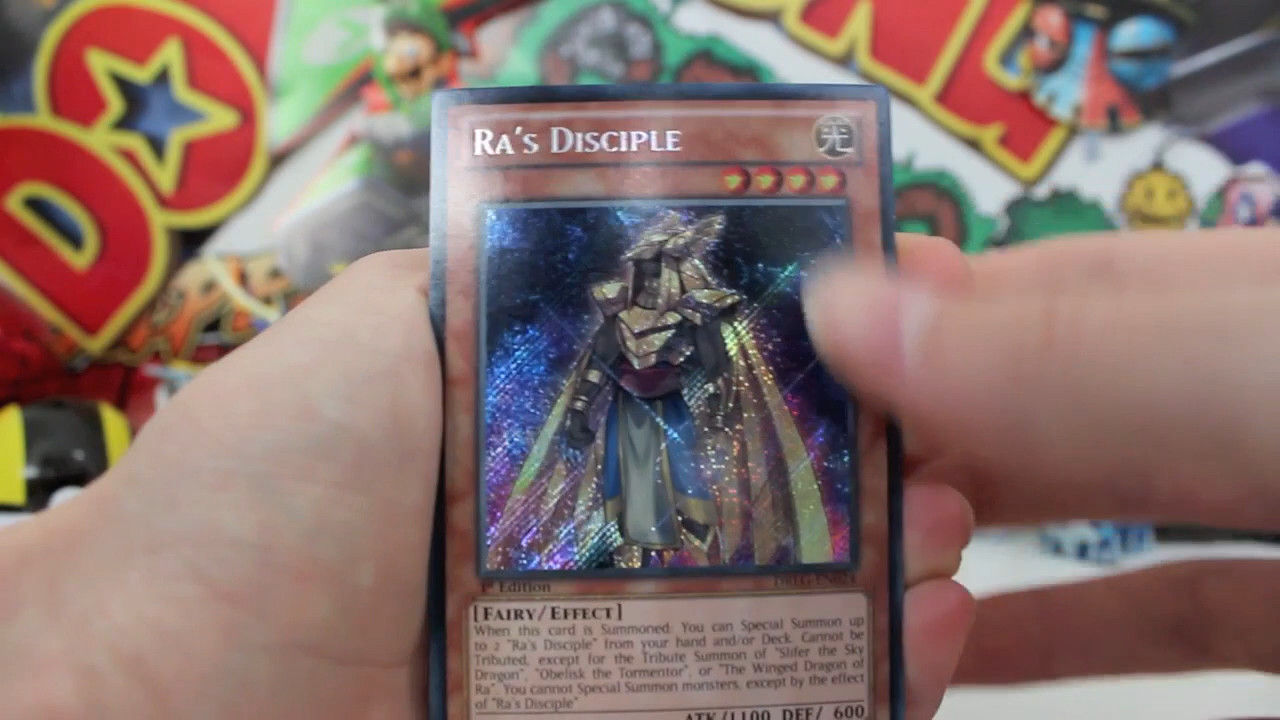 RA'S DISCIPLE
光
1st Edition
DRLG-EN024
[FAIRY/EFFECT]
When this card is Summoned: You can Special Summon up
to 2 "Ra's Disciple" from your hand and/or Deck. Cannot be
Tributed, except for the Tribute Summon of "Slifer the Sky
Dragon", "Obelisk the Tormentor", or "The Winged Dragon of
Ra". You cannot Special Summon monsters, except by the effect
of "Ra's Disciple"
ATK/1100 DEF/ 600